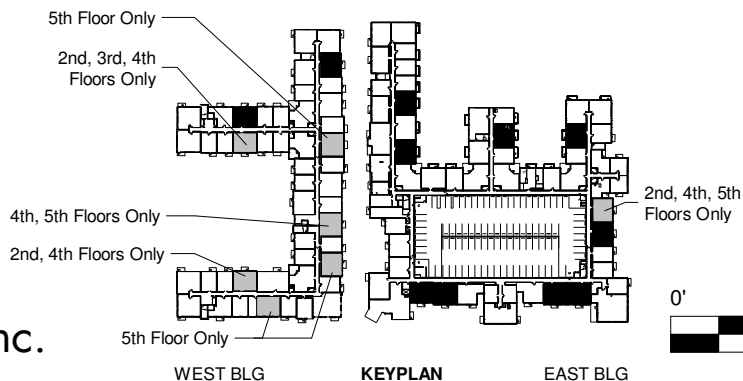 5th Floor Only
2nd, 3rd, 4th
Floors Only
4th, 5th Floors Only
2nd, 4th Floors Only
5th Floor Only
2nd, 4th, 5th
Floors Only
0'
nc.
WEST BLG
KEYPLAN
EAST BLG